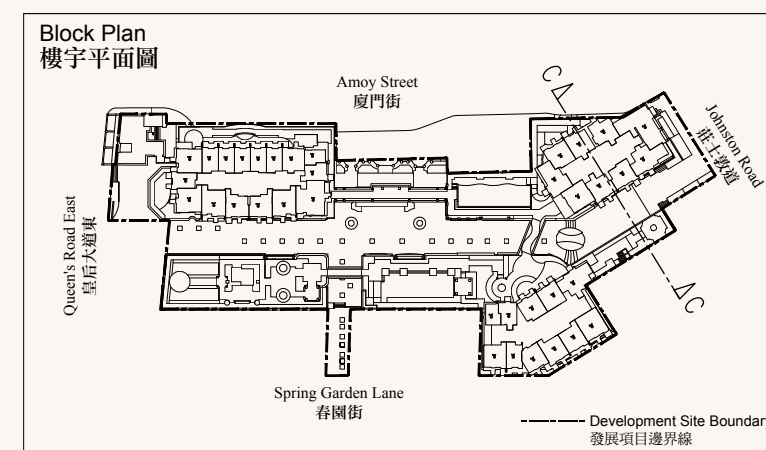 Block Plan
樓宇平面圖
Amoy Street
廈門街
C
Johnston Road
莊士敦道
Queen's Road East
皇后大道東
C
Spring Garden Lane
春園街
Development Site Boundary
發展項目邊界線